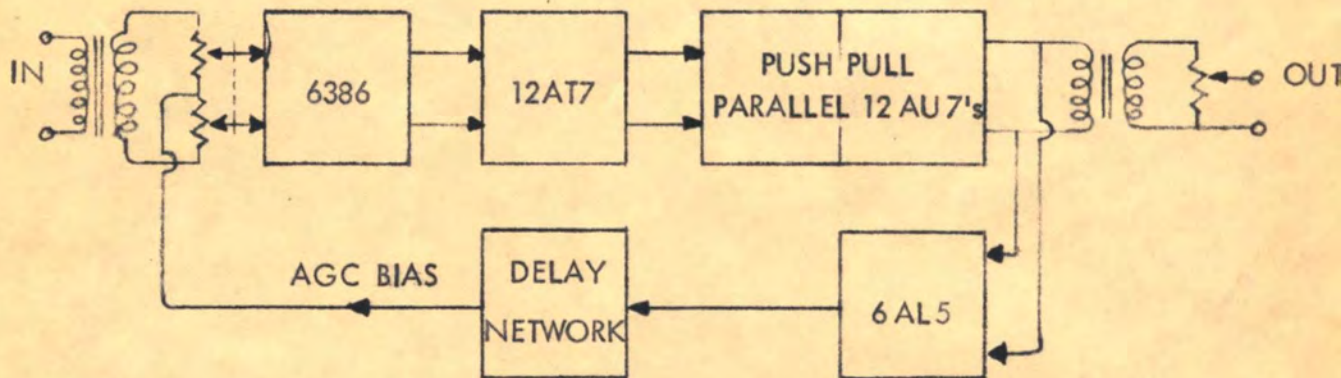 IN
6386
12AT7
PUSH PULL
PARALLEL 12 AU 7's
OUT
AGC BIAS
DELAY
NETWORK
6 AL 5